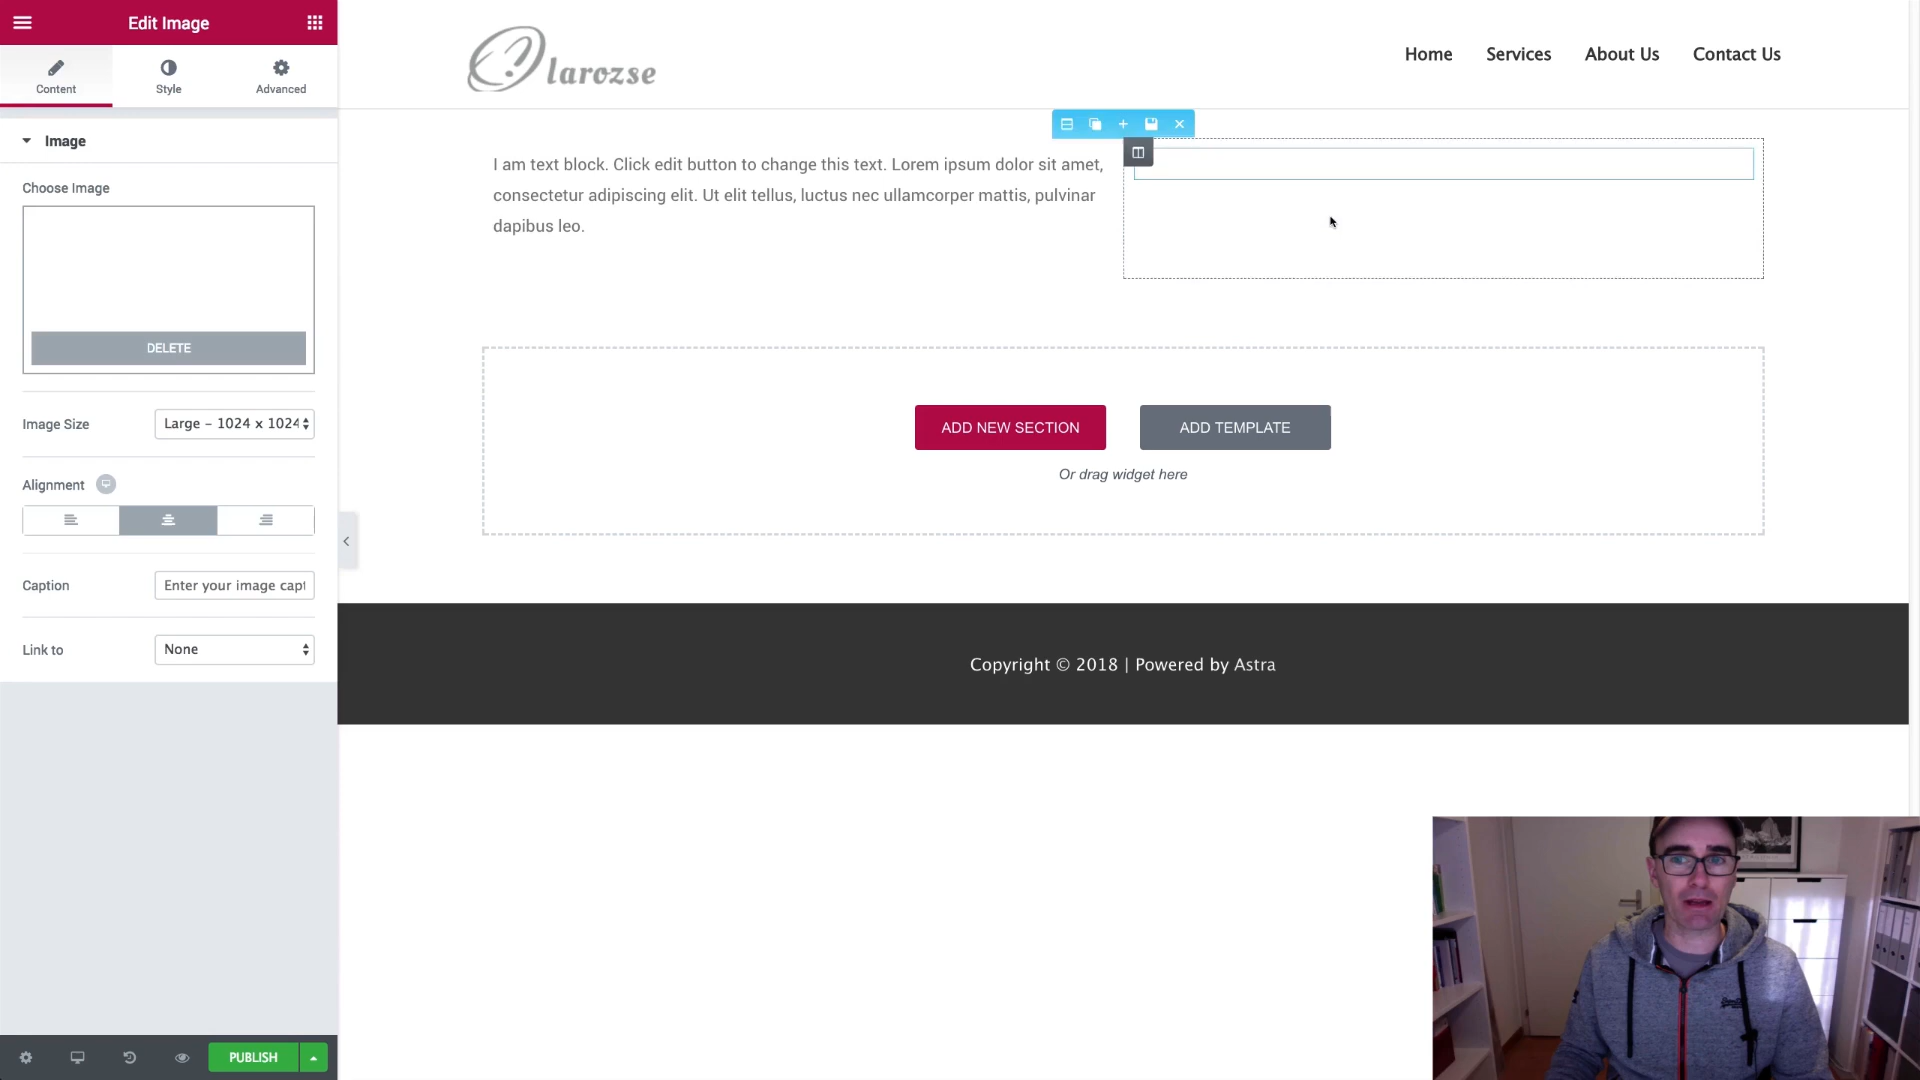 Edit Image
Content
Style
Advanced
Image
Choose Image
DELETE
Image Size
Large – 1024 x 1024
Alignment
Caption
Enter your image capt
Link to
None
PUBLISH
larozse
Home
Services
About Us
Contact Us
I am text block. Click edit button to change this text. Lorem ipsum dolor sit amet,
consectetur adipiscing elit. Ut elit tellus, luctus nec ullamcorper mattis, pulvinar
dapibus leo.
ADD NEW SECTION
ADD TEMPLATE
Or drag widget here
Copyright © 2018 | Powered by Astra